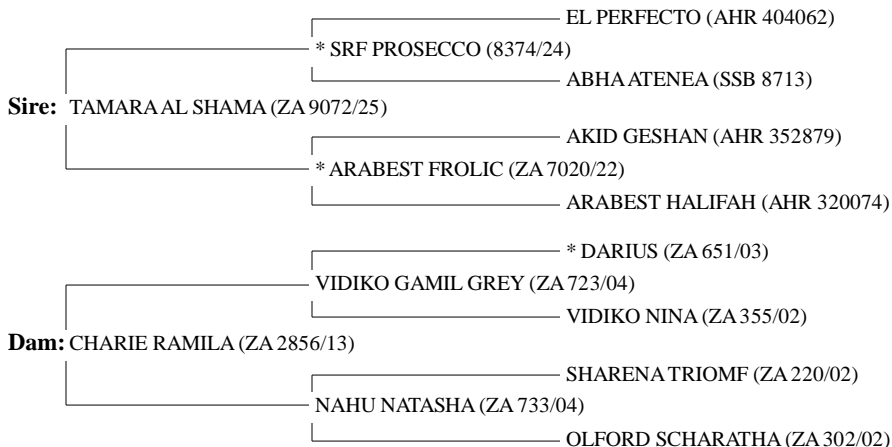 EL PERFECTO (AHR 404062)
* SRF PROSECCO (8374/24)
ABHA ATENEA (SSB 8713)
Sire: TAMARA AL SHAMA (ZA 9072/25)
AKID GESHAN (AHR 352879)
* ARABEST FROLIC (ZA 7020/22)
ARABEST HALIFAH (AHR 320074)
* DARIUS (ZA 651/03)
VIDIKO GAMIL GREY (ZA 723/04)
VIDIKO NINA (ZA 355/02)
Dam: CHARIE RAMILA (ZA 2856/13)
SHARENA TRIOMF (ZA 220/02)
NAHU NATASHA (ZA 733/04)
OLFORD SCHARATHA (ZA 302/02)